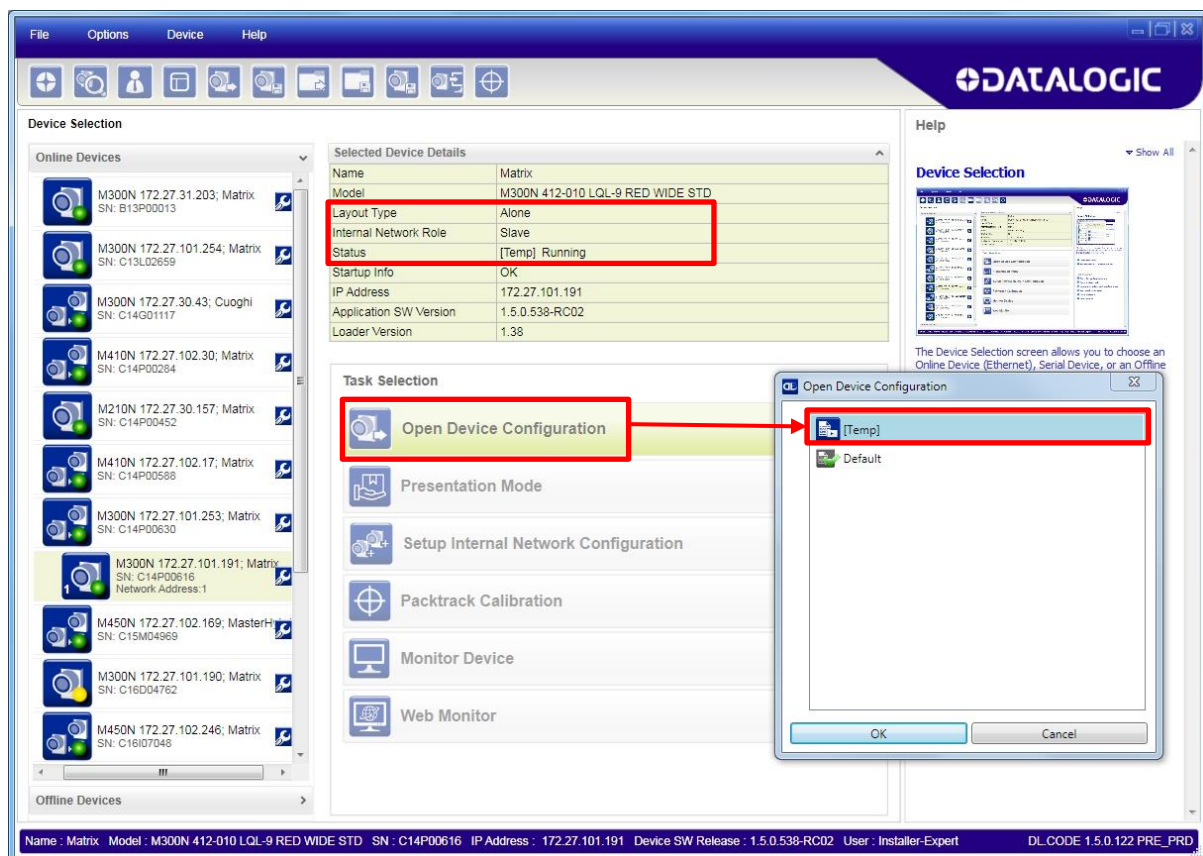 File Options Device Help
DATALOGIC
Device Selection
Online Devices
M300N 172.27.31.203; Matrix
SN: B13P00013
M300N 172.27.101.254; Matrix
SN: C13L02659
M300N 172.27.30.43; Cuoghi
SN: C14G01117
M410N 172.27.102.30; Matrix
SN: C14P00284
M210N 172.27.30.157; Matrix
SN: C14P00452
M410N 172.27.102.17; Matrix
SN: C14P00588
M300N 172.27.101.253; Matrix
SN: C14P00630
M300N 172.27.101.191; Matrix
SN: C14P00616
Network Address:1
1
M450N 172.27.102.169; MasterH
SN: C15M04969
M300N 172.27.101.190; Matrix
SN: C16D04762
M450N 172.27.102.246; Matrix
SN: C16I07048
Offline Devices
Selected Device Details
Name Matrix
Model M300N 412-010 LQL-9 RED WIDE STD
Layout Type Alone
Internal Network Role Slave
Status [Temp] Running
Startup Info OK
IP Address 172.27.101.191
Application SW Version 1.5.0.538-RC02
Loader Version 1.38
Task Selection
Open Device Configuration
Presentation Mode
Setup Internal Network Configuration
Packtrack Calibration
Monitor Device
Web Monitor
Help
Show All
Device Selection
The Device Selection screen allows you to choose an
Online Device (Ethernet), Serial Device, or an Offline
Open Device Configuration
[Temp]
Default
OK Cancel
Name : Matrix Model : M300N 412-010 LQL-9 RED WIDE STD SN : C14P00616 IP Address : 172.27.101.191 Device SW Release : 1.5.0.538-RC02 User : Installer-Expert DL.CODE 1.5.0.122 PRE_PRD